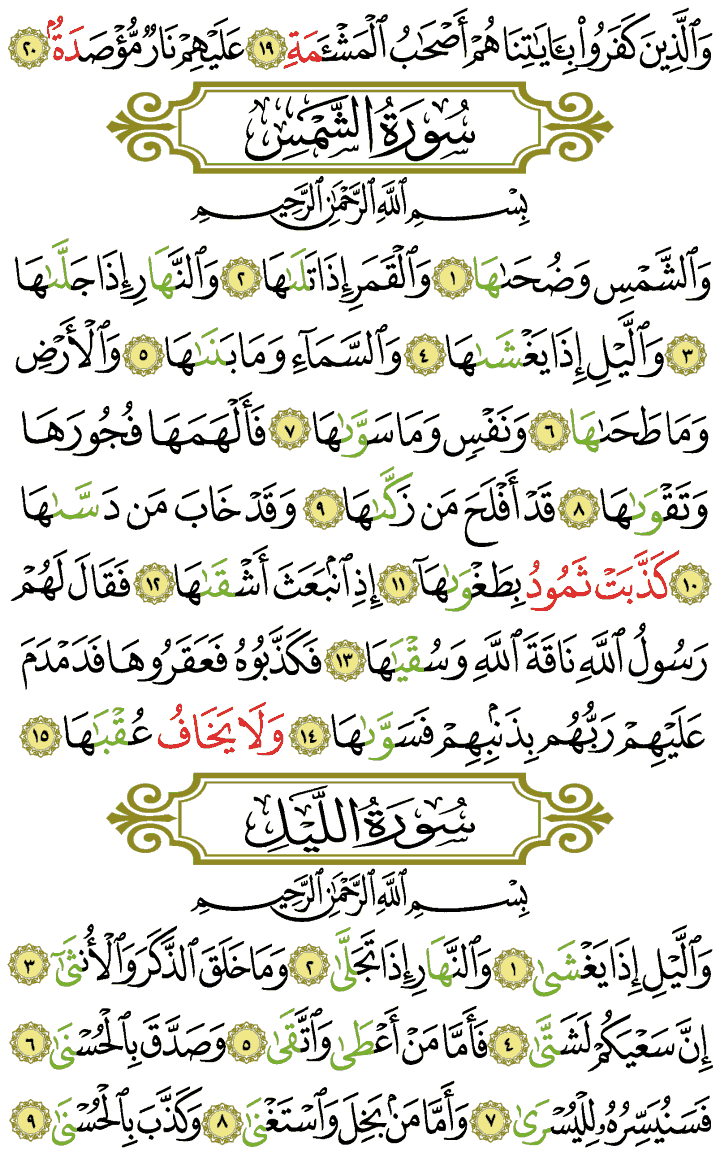 وَٱلَّذِينَ كَفَرُوا۟ بِـَٔايَٰتِنَا هُمْ أَصْحَٰبُ ٱلْمَشْـَٔمَةِ ١٩ عَلَيْهِمْ نَارٌ مُّؤْصَدَةٌۢ ٢٠
سُورَةُ الشَّمْسِ
بِسْمِ ٱللَّهِ ٱلرَّحْمَٰنِ ٱلرَّحِيمِ
وَٱلشَّمْسِ وَضُحَىٰهَا ١ وَٱلْقَمَرِ إِذَا تَلَىٰهَا ٢ وَٱلنَّهَارِ إِذَا جَلَّىٰهَا
٣ وَٱلَّيْلِ إِذَا يَغْشَىٰهَا ٤ وَٱلسَّمَآءِ وَمَا بَنَىٰهَا ٥ وَٱلْأَرْضِ
وَمَا طَحَىٰهَا ٦ وَنَفْسٍ وَمَا سَوَّىٰهَا ٧ فَأَلْهَمَهَا فُجُورَهَا
وَتَقْوَىٰهَا ٨ قَدْ أَفْلَحَ مَن زَكَّىٰهَا ٩ وَقَدْ خَابَ مَن دَسَّىٰهَا
١٠ كَذَّبَتْ ثَمُودُ بِطَغْوَىٰهَآ ١١ إِذِ ٱنۢبَعَثَ أَشْقَىٰهَا ١٢ فَقَالَ لَهُمْ
رَسُولُ ٱللَّهِ نَاقَةَ ٱللَّهِ وَسُقْيَٰهَا ١٣ فَكَذَّبُوهُ فَعَقَرُوهَا فَدَمْدَمَ
عَلَيْهِمْ رَبُّهُم بِذَنۢبِهِمْ فَسَوَّىٰهَا ١٤ وَلَا يَخَافُ عُقْبَٰهَا ١٥
سُورَةُ اللَّيْلِ
بِسْمِ ٱللَّهِ ٱلرَّحْمَٰنِ ٱلرَّحِيمِ
وَٱلَّيْلِ إِذَا يَغْشَىٰ ١ وَٱلنَّهَارِ إِذَا تَجَلَّىٰ ٢ وَمَا خَلَقَ ٱلذَّكَرَ وَٱلْأُنثَىٰٓ ٣
إِنَّ سَعْيَكُمْ لَشَتَّىٰ ٤ فَأَمَّا مَنْ أَعْطَىٰ وَٱتَّقَىٰ ٥ وَصَدَّقَ بِٱلْحُسْنَىٰ ٦
فَسَنُيَسِّرُهُۥ لِلْيُسْرَىٰ ٧ وَأَمَّا مَنۢ بَخِلَ وَٱسْتَغْنَىٰ ٨ وَكَذَّبَ بِٱلْحُسْنَىٰ ٩